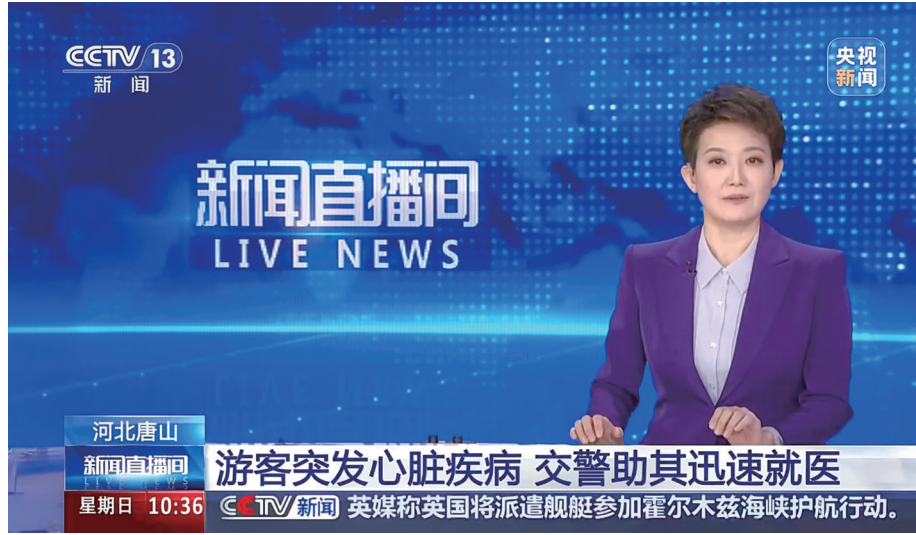 CCTV 13
新闻
央视
新闻
新闻直播间
LIVE NEWS
河北唐山
新闻直播间
LIVE NEWS
游客突发心脏疾病 交警助其迅速就医
星期日 10:36
CCTV新闻 英媒称英国将派遣舰艇参加霍尔木兹海峡护航行动。